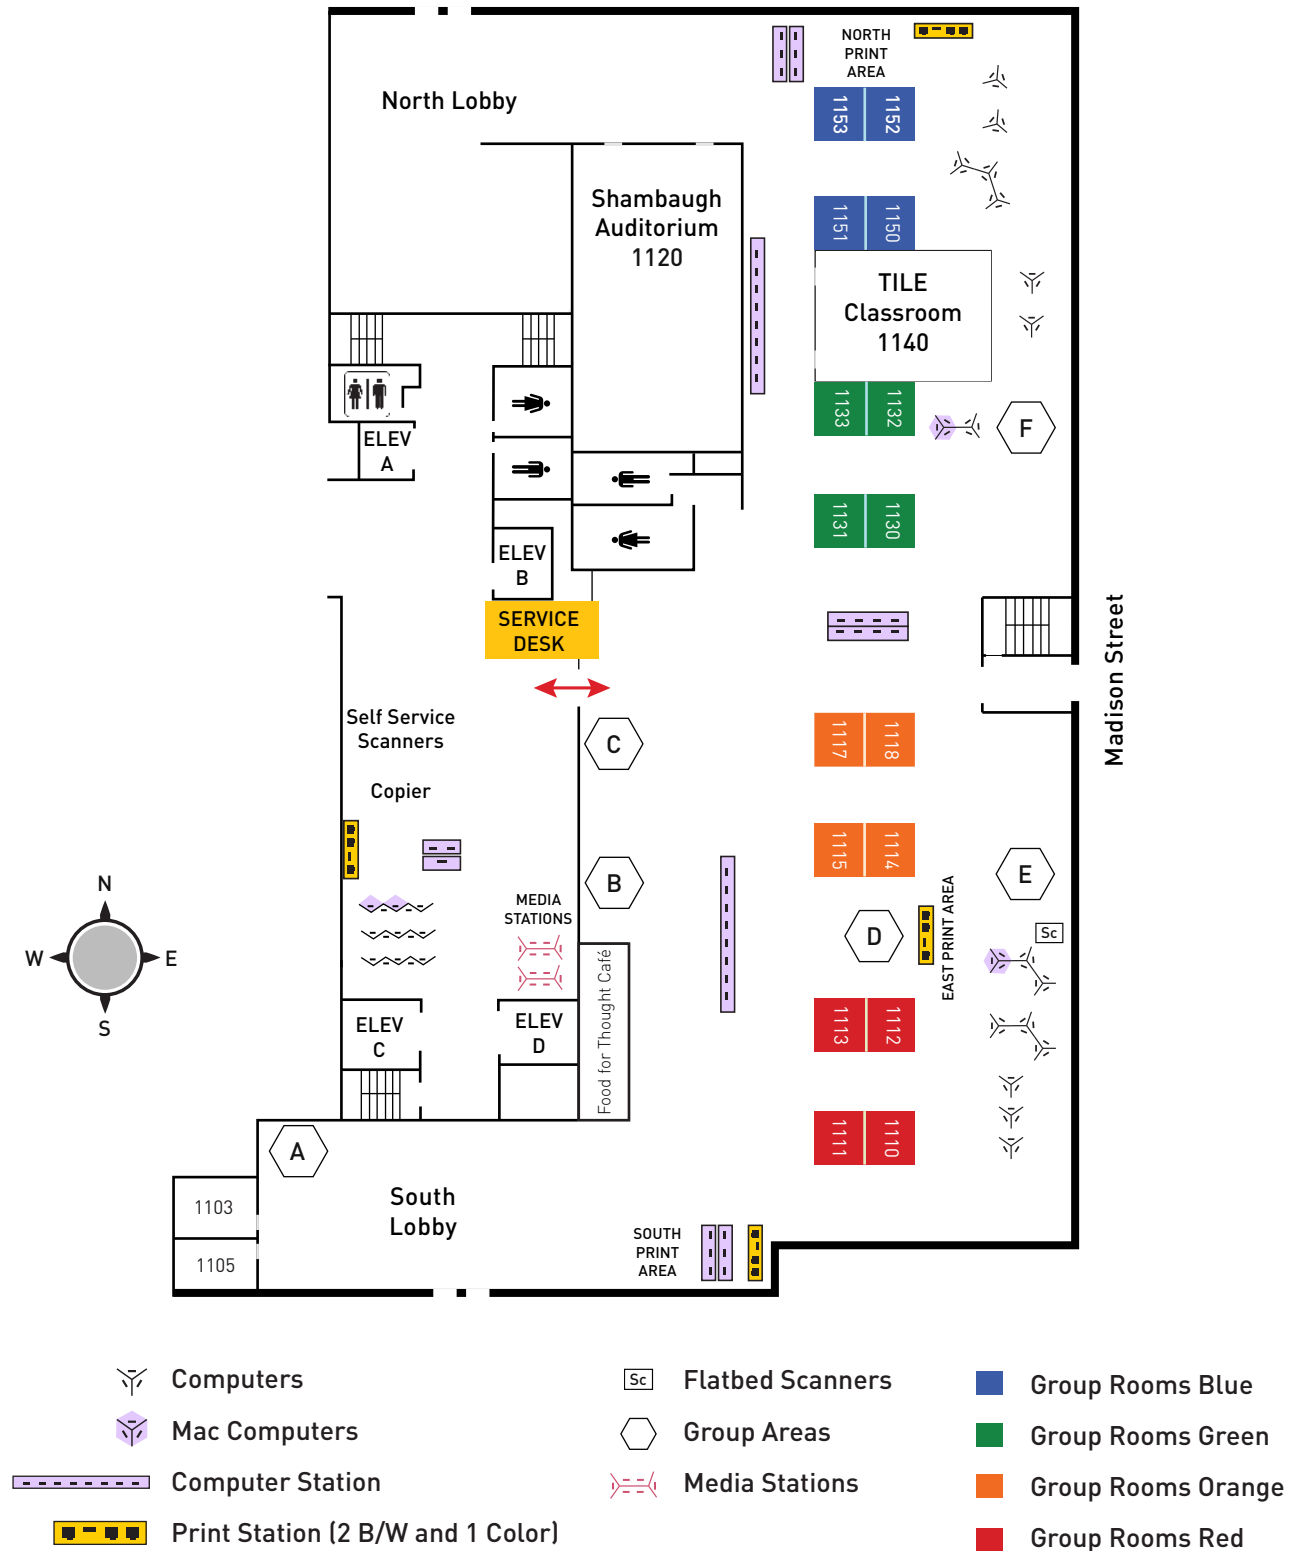 NORTH
PRINT
AREA
North Lobby
1153
1152
Shambaugh
Auditorium
1120
1151
1150
TILE
Classroom
1140
1133
1132
F
ELEV
A
1131
1130
ELEV
B
SERVICE
DESK
Madison Street
Self Service
Scanners
C
1117
1118
Copier
1115
1114
B
E
MEDIA
STATIONS
D
EAST PRINT AREA
Sc
N
W
E
S
Food for Thought Café
ELEV
C
ELEV
D
1113
1112
1111
1110
A
1103
South
Lobby
1105
SOUTH
PRINT
AREA
Computers
Mac Computers
Computer Station
Print Station (2 B/W and 1 Color)
Sc
Flatbed Scanners
Group Areas
Media Stations
Group Rooms Blue
Group Rooms Green
Group Rooms Orange
Group Rooms Red